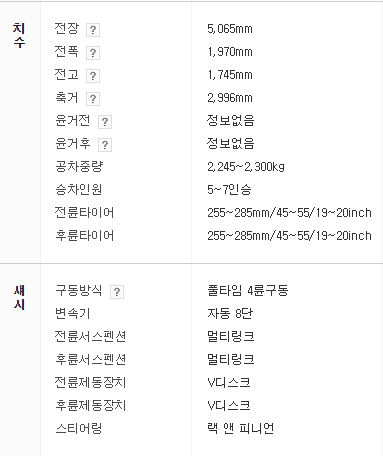 치수
전장 ? 5,065mm
전폭 ? 1,970mm
전고 ? 1,745mm
축거 ? 2,996mm
윤거전 ? 정보없음
윤거후 ? 정보없음
공차중량 2,245~2,300kg
승차인원 5~7인승
전륜타이어 255~285mm/45~55/19~20inch
후륜타이어 255~285mm/45~55/19~20inch
섀시
구동방식 ? 풀타임 4륜구동
변속기 자동 8단
전륜서스펜션 멀티링크
후륜서스펜션 멀티링크
전륜제동장치 V디스크
후륜제동장치 V디스크
스티어링 랙 앤 피니언